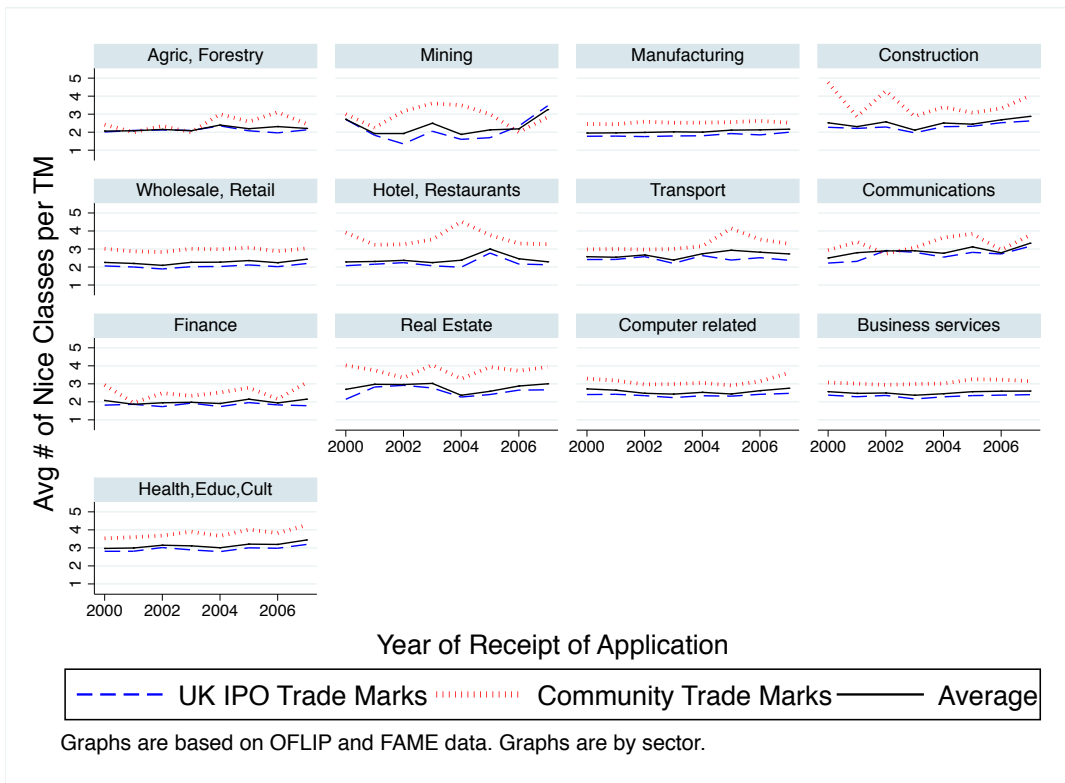 Agric, Forestry
Mining
Manufacturing
Construction
5
4
3
2
1
Wholesale, Retail
Hotel, Restaurants
Transport
Communications
5
4
3
2
1
Finance
Real Estate
Computer related
Business services
5
4
3
2
1
2000 2002 2004 2006
2000 2002 2004 2006
2000 2002 2004 2006
Health,Educ,Cult
5
4
3
2
1
2000 2002 2004 2006
Avg # of Nice Classes per TM
Year of Receipt of Application
UK IPO Trade Marks Community Trade Marks Average
Graphs are based on OFLIP and FAME data. Graphs are by sector.